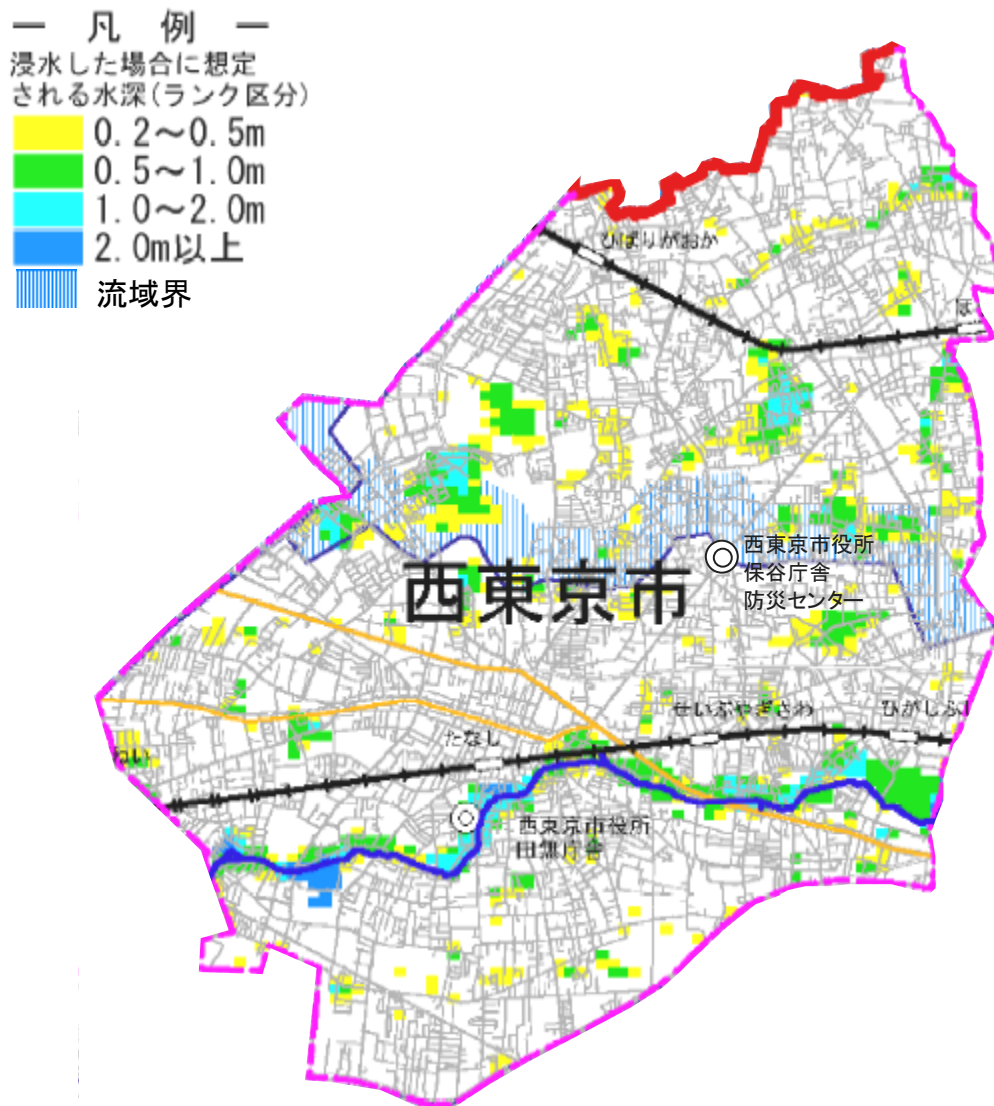 ― 凡 例 ―
浸水した場合に想定
される水深(ランク区分)
0.2～0.5m
0.5～1.0m
1.0～2.0m
2.0m以上
流域界
ひばりがおか
ほ
西東京市役所
保谷庁舎
防災センター
西東京市
せいぶやぎさわ
ひがしふし
たなし
西東京市役所
田無庁舎